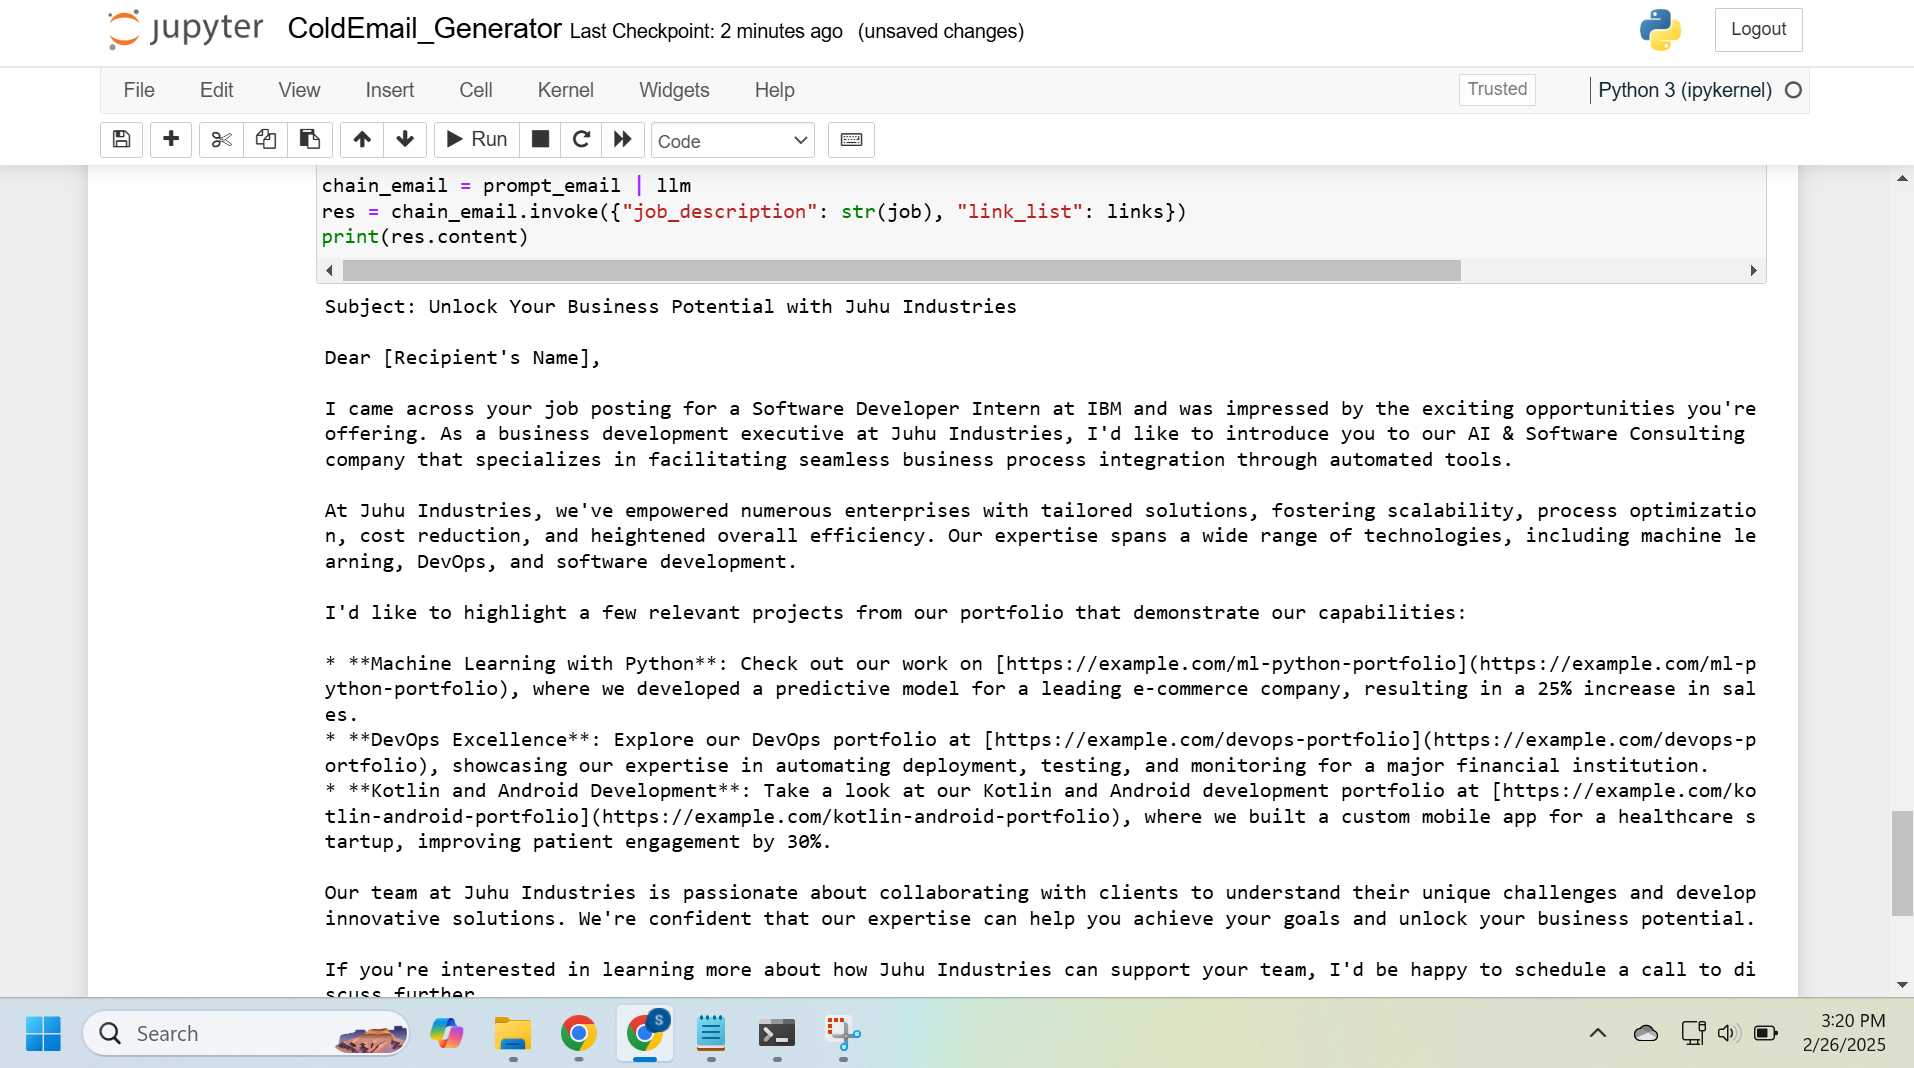 jupyter ColdEmail_Generator Last Checkpoint: 2 minutes ago (unsaved changes) Logout
File Edit View Insert Cell Kernel Widgets Help Trusted Python 3 (ipykernel)
Run Code
chain_email = prompt_email | llm
res = chain_email.invoke({"job_description": str(job), "link_list": links})
print(res.content)
Subject: Unlock Your Business Potential with Juhu Industries
Dear [Recipient's Name],
I came across your job posting for a Software Developer Intern at IBM and was impressed by the exciting opportunities you're
offering. As a business development executive at Juhu Industries, I'd like to introduce you to our AI & Software Consulting
company that specializes in facilitating seamless business process integration through automated tools.
At Juhu Industries, we've empowered numerous enterprises with tailored solutions, fostering scalability, process optimizatio
n, cost reduction, and heightened overall efficiency. Our expertise spans a wide range of technologies, including machine le
arning, DevOps, and software development.
I'd like to highlight a few relevant projects from our portfolio that demonstrate our capabilities:
* **Machine Learning with Python**: Check out our work on [https://example.com/ml-python-portfolio](https://example.com/ml-p
ython-portfolio), where we developed a predictive model for a leading e-commerce company, resulting in a 25% increase in sal
es.
* **DevOps Excellence**: Explore our DevOps portfolio at [https://example.com/devops-portfolio](https://example.com/devops-p
ortfolio), showcasing our expertise in automating deployment, testing, and monitoring for a major financial institution.
* **Kotlin and Android Development**: Take a look at our Kotlin and Android development portfolio at [https://example.com/ko
tlin-android-portfolio](https://example.com/kotlin-android-portfolio), where we built a custom mobile app for a healthcare s
tartup, improving patient engagement by 30%.
Our team at Juhu Industries is passionate about collaborating with clients to understand their unique challenges and develop
innovative solutions. We're confident that our expertise can help you achieve your goals and unlock your business potential.
If you're interested in learning more about how Juhu Industries can support your team, I'd be happy to schedule a call to di
scuss further
Search
S
3:20 PM
2/26/2025